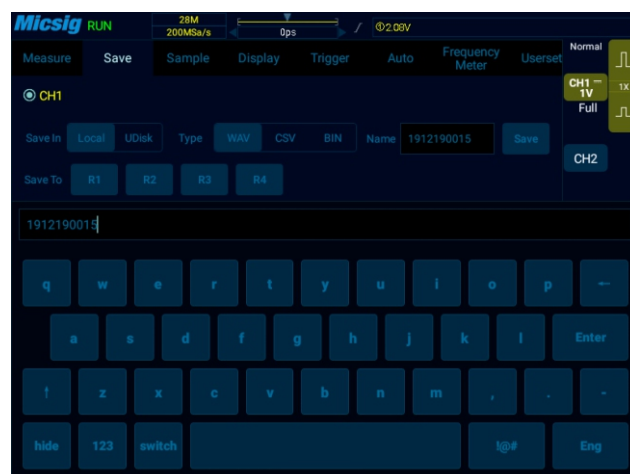 Micsig RUN 28M 200MSa/s 0ps ①2.08V
Measure Save Sample Display Trigger Auto Frequency Meter Userset
Normal
CH1
CH1 1V 1X
Full
Save In Local UDisk Type WAV CSV BIN Name 1912190015 Save
CH2
Save To R1 R2 R3 R4
1912190015
q w e r t y u i o p ←
a s d f g h j k l Enter
↑ z x c v b n m , . -
hide 123 switch !@# Eng